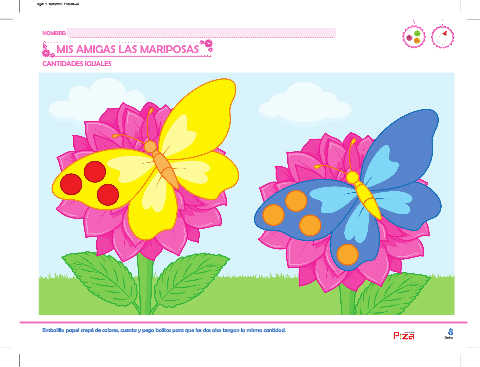 NOMBRE:
MIS AMIGAS LAS MARIPOSAS
CANTIDADES IGUALES
Embolilla papel crepé de colores, cuenta y pega bolitas para que las dos alas tengan la misma cantidad.
Pizá
8